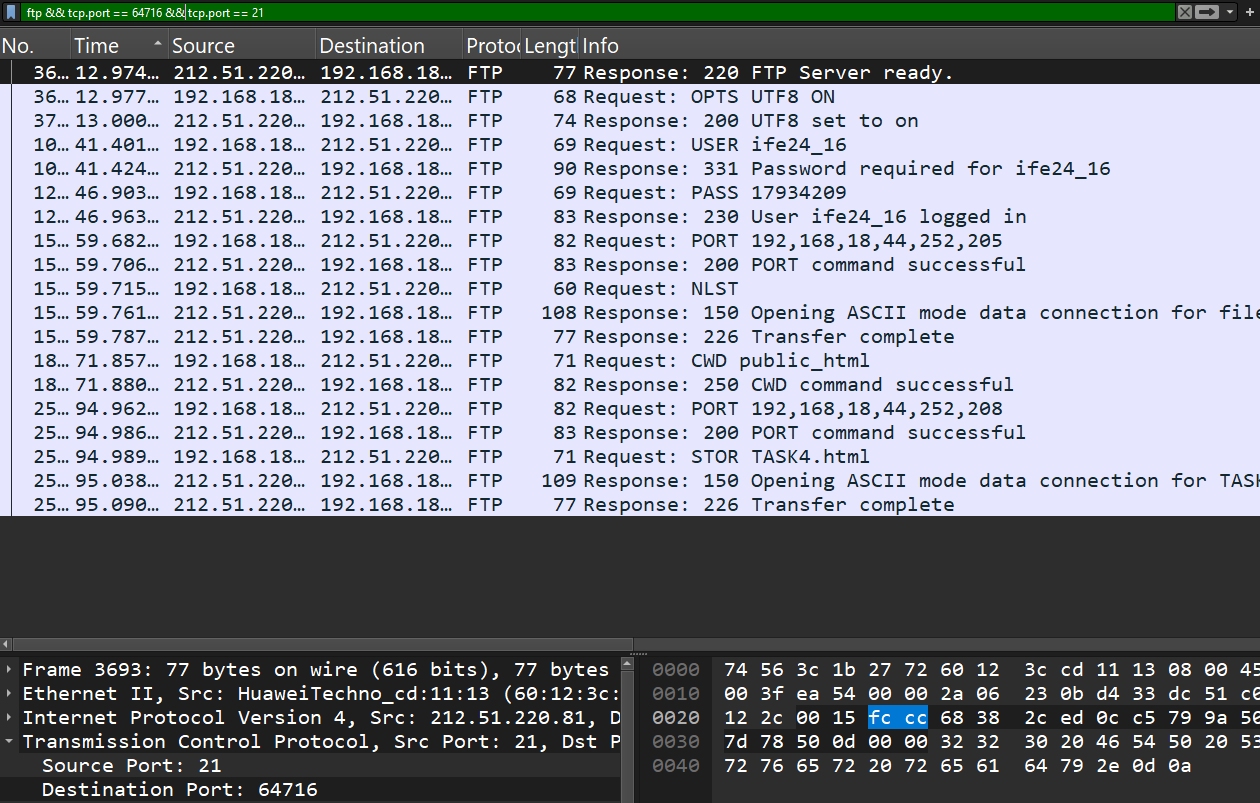 ftp && tcp.port == 64716 && tcp.port == 21
No. Time Source Destination Protoc Lengt Info
36… 12.974… 212.51.220… 192.168.18… FTP 77 Response: 220 FTP Server ready.
36… 12.977… 192.168.18… 212.51.220… FTP 68 Request: OPTS UTF8 ON
37… 13.000… 212.51.220… 192.168.18… FTP 74 Response: 200 UTF8 set to on
10… 41.401… 192.168.18… 212.51.220… FTP 69 Request: USER ife24_16
10… 41.424… 212.51.220… 192.168.18… FTP 90 Response: 331 Password required for ife24_16
12… 46.903… 192.168.18… 212.51.220… FTP 69 Request: PASS 17934209
12… 46.963… 212.51.220… 192.168.18… FTP 83 Response: 230 User ife24_16 logged in
15… 59.682… 192.168.18… 212.51.220… FTP 82 Request: PORT 192,168,18,44,252,205
15… 59.706… 212.51.220… 192.168.18… FTP 83 Response: 200 PORT command successful
15… 59.715… 192.168.18… 212.51.220… FTP 60 Request: NLST
15… 59.761… 212.51.220… 192.168.18… FTP 108 Response: 150 Opening ASCII mode data connection for file
15… 59.787… 212.51.220… 192.168.18… FTP 77 Response: 226 Transfer complete
18… 71.857… 192.168.18… 212.51.220… FTP 71 Request: CWD public_html
18… 71.880… 212.51.220… 192.168.18… FTP 82 Response: 250 CWD command successful
25… 94.962… 192.168.18… 212.51.220… FTP 82 Request: PORT 192,168,18,44,252,208
25… 94.986… 212.51.220… 192.168.18… FTP 83 Response: 200 PORT command successful
25… 94.989… 192.168.18… 212.51.220… FTP 71 Request: STOR TASK4.html
25… 95.038… 212.51.220… 192.168.18… FTP 109 Response: 150 Opening ASCII mode data connection for TASK
25… 95.090… 212.51.220… 192.168.18… FTP 77 Response: 226 Transfer complete
Frame 3693: 77 bytes on wire (616 bits), 77 bytes
Ethernet II, Src: HuaweiTechno_cd:11:13 (60:12:3c:
Internet Protocol Version 4, Src: 212.51.220.81, D
Transmission Control Protocol, Src Port: 21, Dst P
Source Port: 21
Destination Port: 64716
0000 74 56 3c 1b 27 72 60 12 3c cd 11 13 08 00 45
0010 00 3f ea 54 00 00 2a 06 23 0b d4 33 dc 51 c0
0020 12 2c 00 15 fc cc 68 38 2c ed 0c c5 79 9a 50
0030 7d 78 50 0d 00 00 32 32 30 20 46 54 50 20 53
0040 72 76 65 72 20 72 65 61 64 79 2e 0d 0a